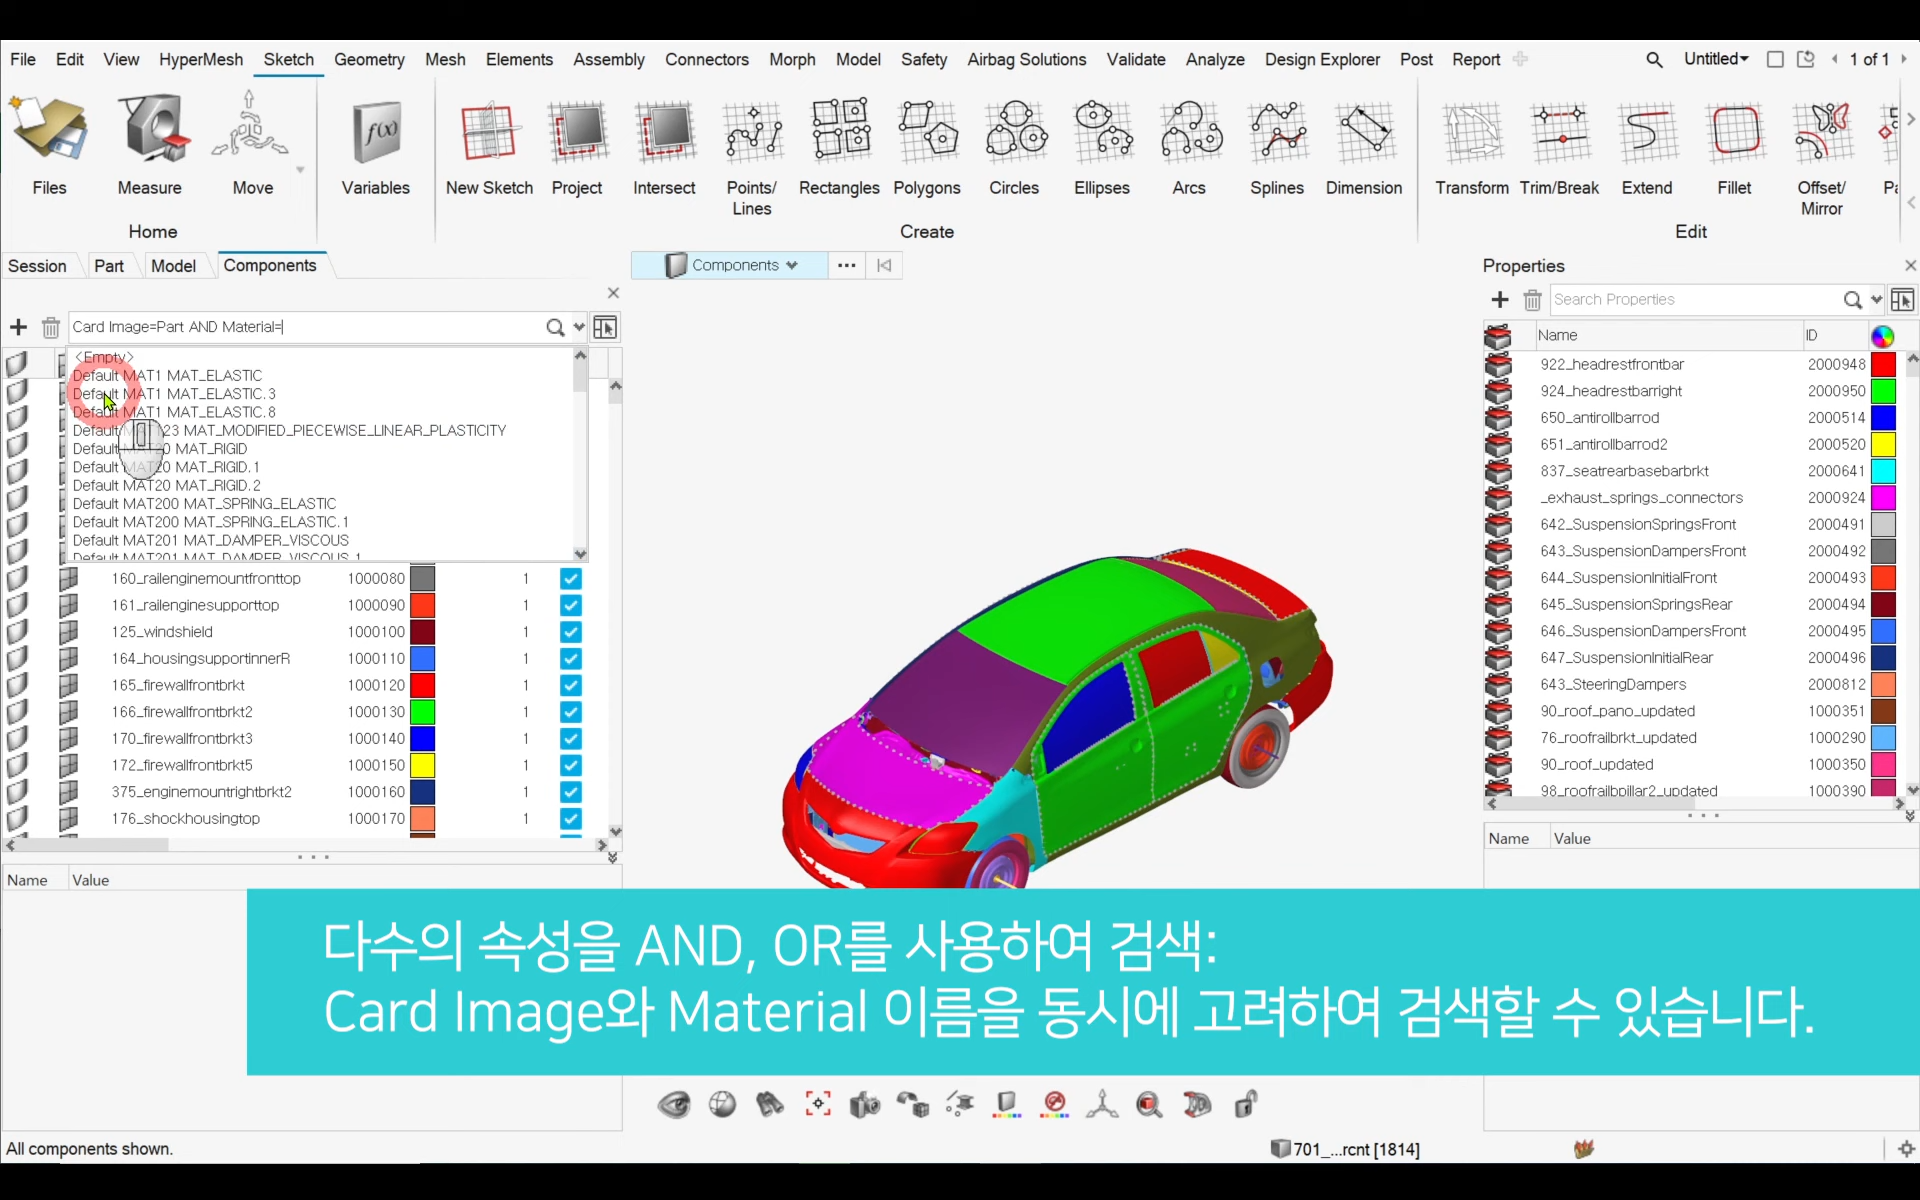 File Edit View HyperMesh Sketch Geometry Mesh Elements Assembly Connectors Morph Model Safety Airbag Solutions Validate Analyze Design Explorer Post Report Untitled 1 of 1
Files Measure Move Variables New Sketch Project Intersect Points/ Lines Rectangles Polygons Circles Ellipses Arcs Splines Dimension Transform Trim/Break Extend Fillet Offset/ Mirror
Home Create Edit
Session Part Model Components
Components
Properties
Card Image=Part AND Material=
<Empty>
Default MAT1 MAT_ELASTIC
Default MAT1 MAT_ELASTIC.3
Default MAT1 MAT_ELASTIC.8
Default MAT123 MAT_MODIFIED_PIECEWISE_LINEAR_PLASTICITY
Default MAT20 MAT_RIGID
Default MAT20 MAT_RIGID.1
Default MAT20 MAT_RIGID.2
Default MAT200 MAT_SPRING_ELASTIC
Default MAT200 MAT_SPRING_ELASTIC.1
Default MAT201 MAT_DAMPER_VISCOUS
Default MAT201 MAT_DAMPER_VISCOUS.1
160_railenginemountfronttop 1000080 1
161_railenginesupporttop 1000090 1
125_windshield 1000100 1
164_housingsupportinnerR 1000110 1
165_firewallfrontbrkt 1000120 1
166_firewallfrontbrkt2 1000130 1
170_firewallfrontbrkt3 1000140 1
172_firewallfrontbrkt5 1000150 1
375_enginemountrightbrkt2 1000160 1
176_shockhousingtop 1000170 1
Name Value
Search Properties
Name ID
922_headrestfrontbar 2000948
924_headrestbarright 2000950
650_antirollbarrod 2000514
651_antirollbarrod2 2000520
837_seatrearbasebarbrkt 2000641
_exhaust_springs_connectors 2000924
642_SuspensionSpringsFront 2000491
643_SuspensionDampersFront 2000492
644_SuspensionInitialFront 2000493
645_SuspensionSpringsRear 2000494
646_SuspensionDampersFront 2000495
647_SuspensionInitialRear 2000496
643_SteeringDampers 2000812
90_roof_pano_updated 1000351
76_roofrailbrkt_updated 1000290
90_roof_updated 1000350
98_roofrailbpillar2_updated 1000390
Name Value
다수의 속성을 AND, OR를 사용하여 검색:
Card Image와 Material 이름을 동시에 고려하여 검색할 수 있습니다.
All components shown.
701_...rcnt [1814]